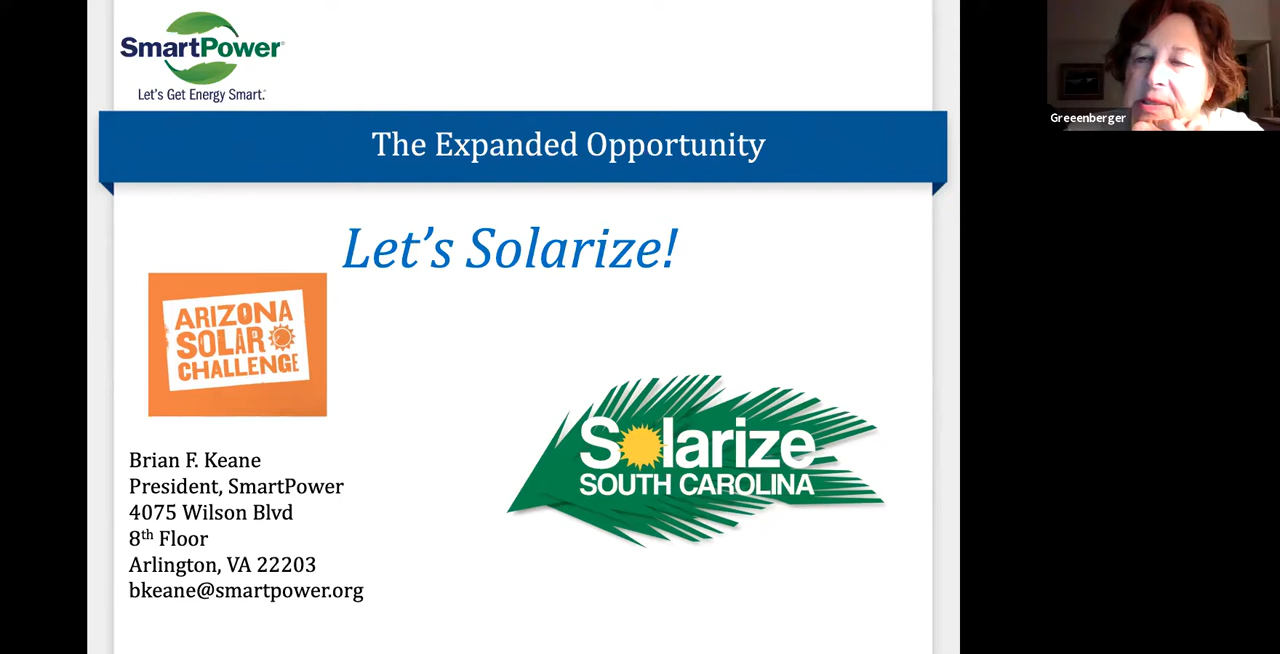 SmartPower®
Let's Get Energy Smart.
Greeenberger
The Expanded Opportunity
Let's Solarize!
ARIZONA
SOLAR
CHALLENGE
Solarize
SOUTH CAROLINA
Brian F. Keane
President, SmartPower
4075 Wilson Blvd
8th Floor
Arlington, VA 22203
bkeane@smartpower.org